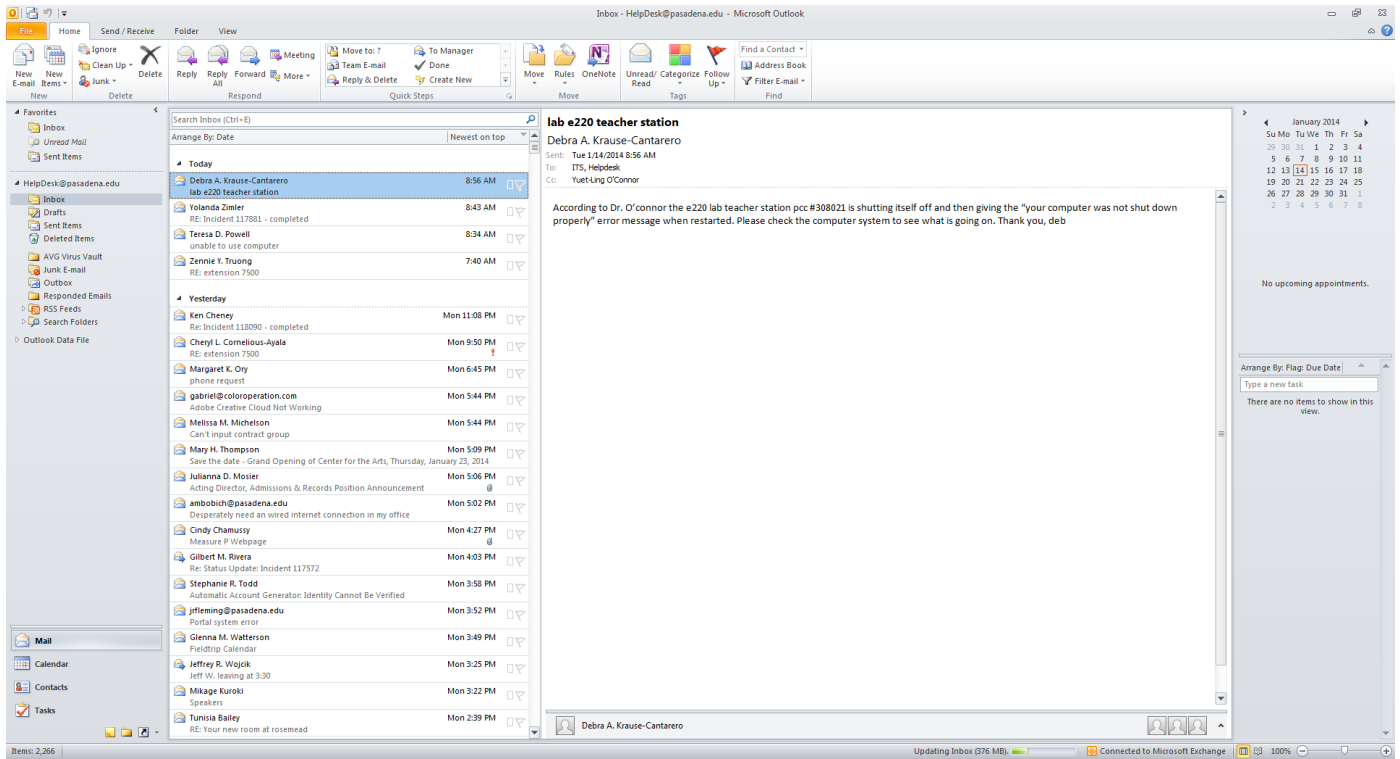 Inbox - HelpDesk@pasadena.edu - Microsoft Outlook
File Home Send / Receive Folder View
New E-mail
New Items
New
Ignore
Clean Up
Junk
Delete
Delete
Reply
Reply All
Forward
Meeting
More
Respond
Move to: ?
Team E-mail
Reply & Delete
To Manager
Done
Create New
Quick Steps
Move
Rules
OneNote
Move
Unread/ Read
Categorize
Follow Up
Tags
Find a Contact
Address Book
Filter E-mail
Find
Favorites
Inbox
Unread Mail
Sent Items
HelpDesk@pasadena.edu
Inbox
Drafts
Sent Items
Deleted Items
AVG Virus Vault
Junk E-mail
Outbox
Responded Emails
RSS Feeds
Search Folders
Outlook Data File
Mail
Calendar
Contacts
Tasks
Search Inbox (Ctrl+E)
Arrange By: Date Newest on top
Today
Debra A. Krause-Cantarero 8:56 AM
lab e220 teacher station
Yolanda Zimler 8:43 AM
RE: Incident 117881 - completed
Teresa D. Powell 8:34 AM
unable to use computer
Zennie Y. Truong 7:40 AM
RE: extension 7500
Yesterday
Ken Cheney Mon 11:08 PM
Re: Incident 118090 - completed
Cheryl L. Cornelious-Ayala Mon 9:50 PM
RE: extension 7500
Margaret K. Ory Mon 6:45 PM
phone request
gabriel@coloroperation.com Mon 5:44 PM
Adobe Creative Cloud Not Working
Melissa M. Michelson Mon 5:44 PM
Can't input contract group
Mary H. Thompson Mon 5:09 PM
Save the date - Grand Opening of Center for the Arts, Thursday, January 23, 2014
Julianna D. Mosier Mon 5:06 PM
Acting Director, Admissions & Records Position Announcement
ambobich@pasadena.edu Mon 5:02 PM
Desperately need an wired internet connection in my office
Cindy Chamussy Mon 4:27 PM
Measure P Webpage
Gilbert M. Rivera Mon 4:03 PM
Re: Status Update: Incident 117572
Stephanie R. Todd Mon 3:58 PM
Automatic Account Generator: Identity Cannot Be Verified
jrfleming@pasadena.edu Mon 3:52 PM
Portal system error
Glenna M. Watterson Mon 3:49 PM
Fieldtrip Calendar
Jeffrey R. Wojcik Mon 3:25 PM
Jeff W. leaving at 3:30
Mikage Kuroki Mon 3:22 PM
Speakers
Tunisia Bailey Mon 2:39 PM
RE: Your new room at rosemead
lab e220 teacher station
Debra A. Krause-Cantarero
Sent: Tue 1/14/2014 8:56 AM
To: ITS, Helpdesk
Cc: Yuet-Ling O'Connor
According to Dr. O'connor the e220 lab teacher station pcc #308021 is shutting itself off and then giving the "your computer was not shut down
properly" error message when restarted. Please check the computer system to see what is going on. Thank you, deb
Debra A. Krause-Cantarero
January 2014
Su Mo Tu We Th Fr Sa
29 30 31 1 2 3 4
5 6 7 8 9 10 11
12 13 14 15 16 17 18
19 20 21 22 23 24 25
26 27 28 29 30 31 1
2 3 4 5 6 7 8
No upcoming appointments.
Arrange By: Flag: Due Date
Type a new task
There are no items to show in this
view.
Items: 2,266
Updating Inbox (376 MB). Connected to Microsoft Exchange 100%